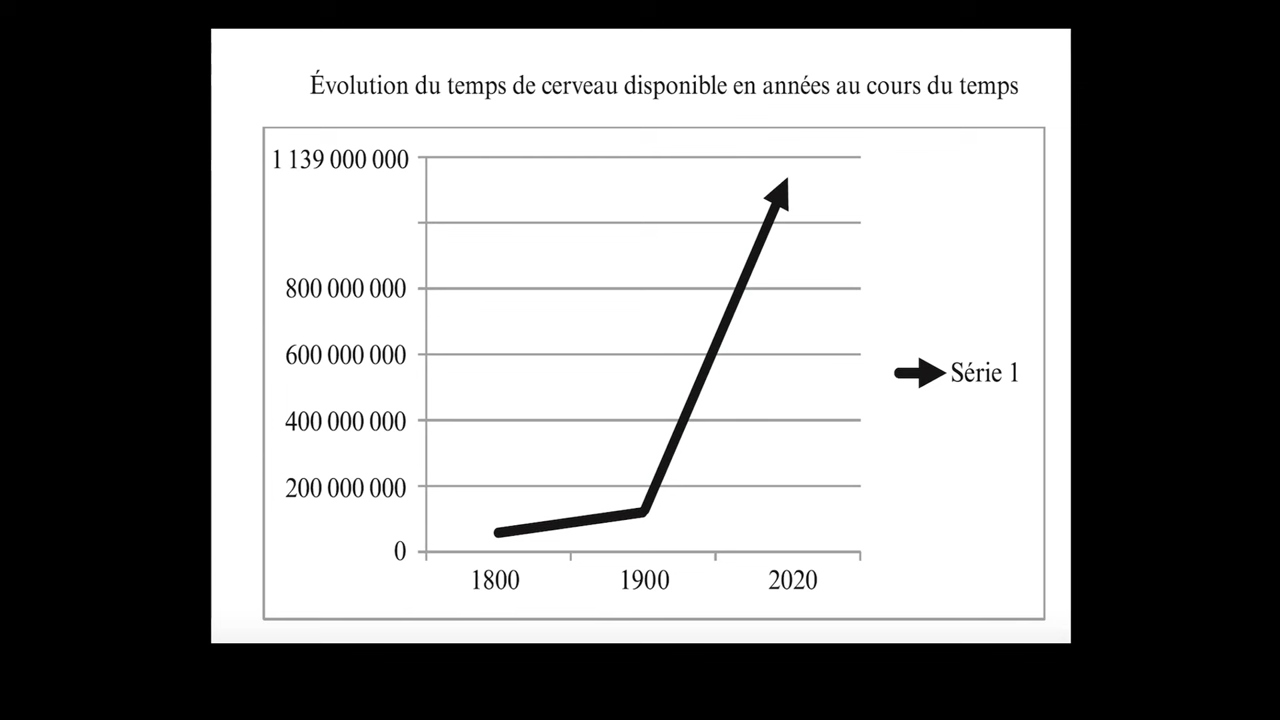 Évolution du temps de cerveau disponible en années au cours du temps
1 139 000 000
800 000 000
600 000 000
400 000 000
200 000 000
0
1800 1900 2020
Série 1